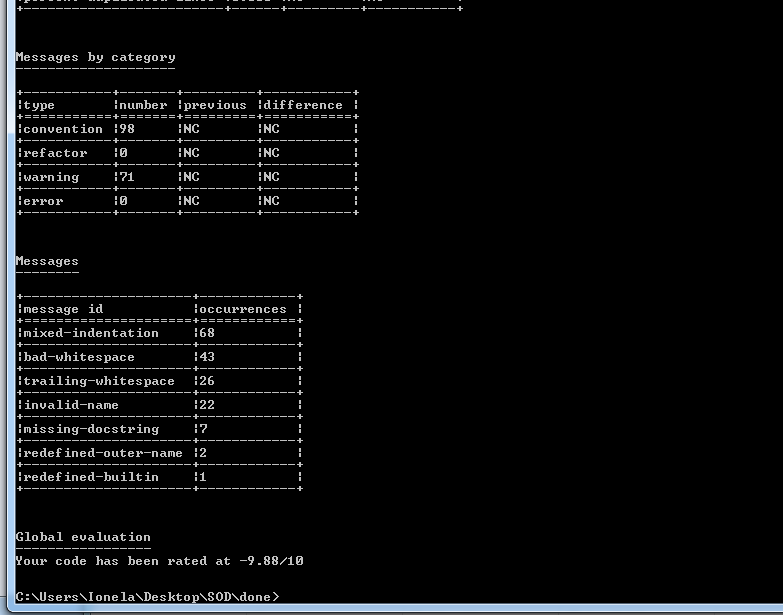 Messages by category
--------------------
+-----------+-------+---------+-----------+
|type       |number |previous |difference |
+===========+=======+=========+===========+
|convention |98     |NC       |NC         |
+-----------+-------+---------+-----------+
|refactor   |0      |NC       |NC         |
+-----------+-------+---------+-----------+
|warning    |71     |NC       |NC         |
+-----------+-------+---------+-----------+
|error      |0      |NC       |NC         |
+-----------+-------+---------+-----------+
Messages
--------
+---------------------+------------+
|message id           |occurrences |
+=====================+============+
|mixed-indentation    |68          |
+---------------------+------------+
|bad-whitespace       |43          |
+---------------------+------------+
|trailing-whitespace  |26          |
+---------------------+------------+
|invalid-name         |22          |
+---------------------+------------+
|missing-docstring    |7           |
+---------------------+------------+
|redefined-outer-name |2           |
+---------------------+------------+
|redefined-builtin    |1           |
+---------------------+------------+
Global evaluation
-----------------
Your code has been rated at -9.88/10
C:\Users\Ionela\Desktop\SOD\done>